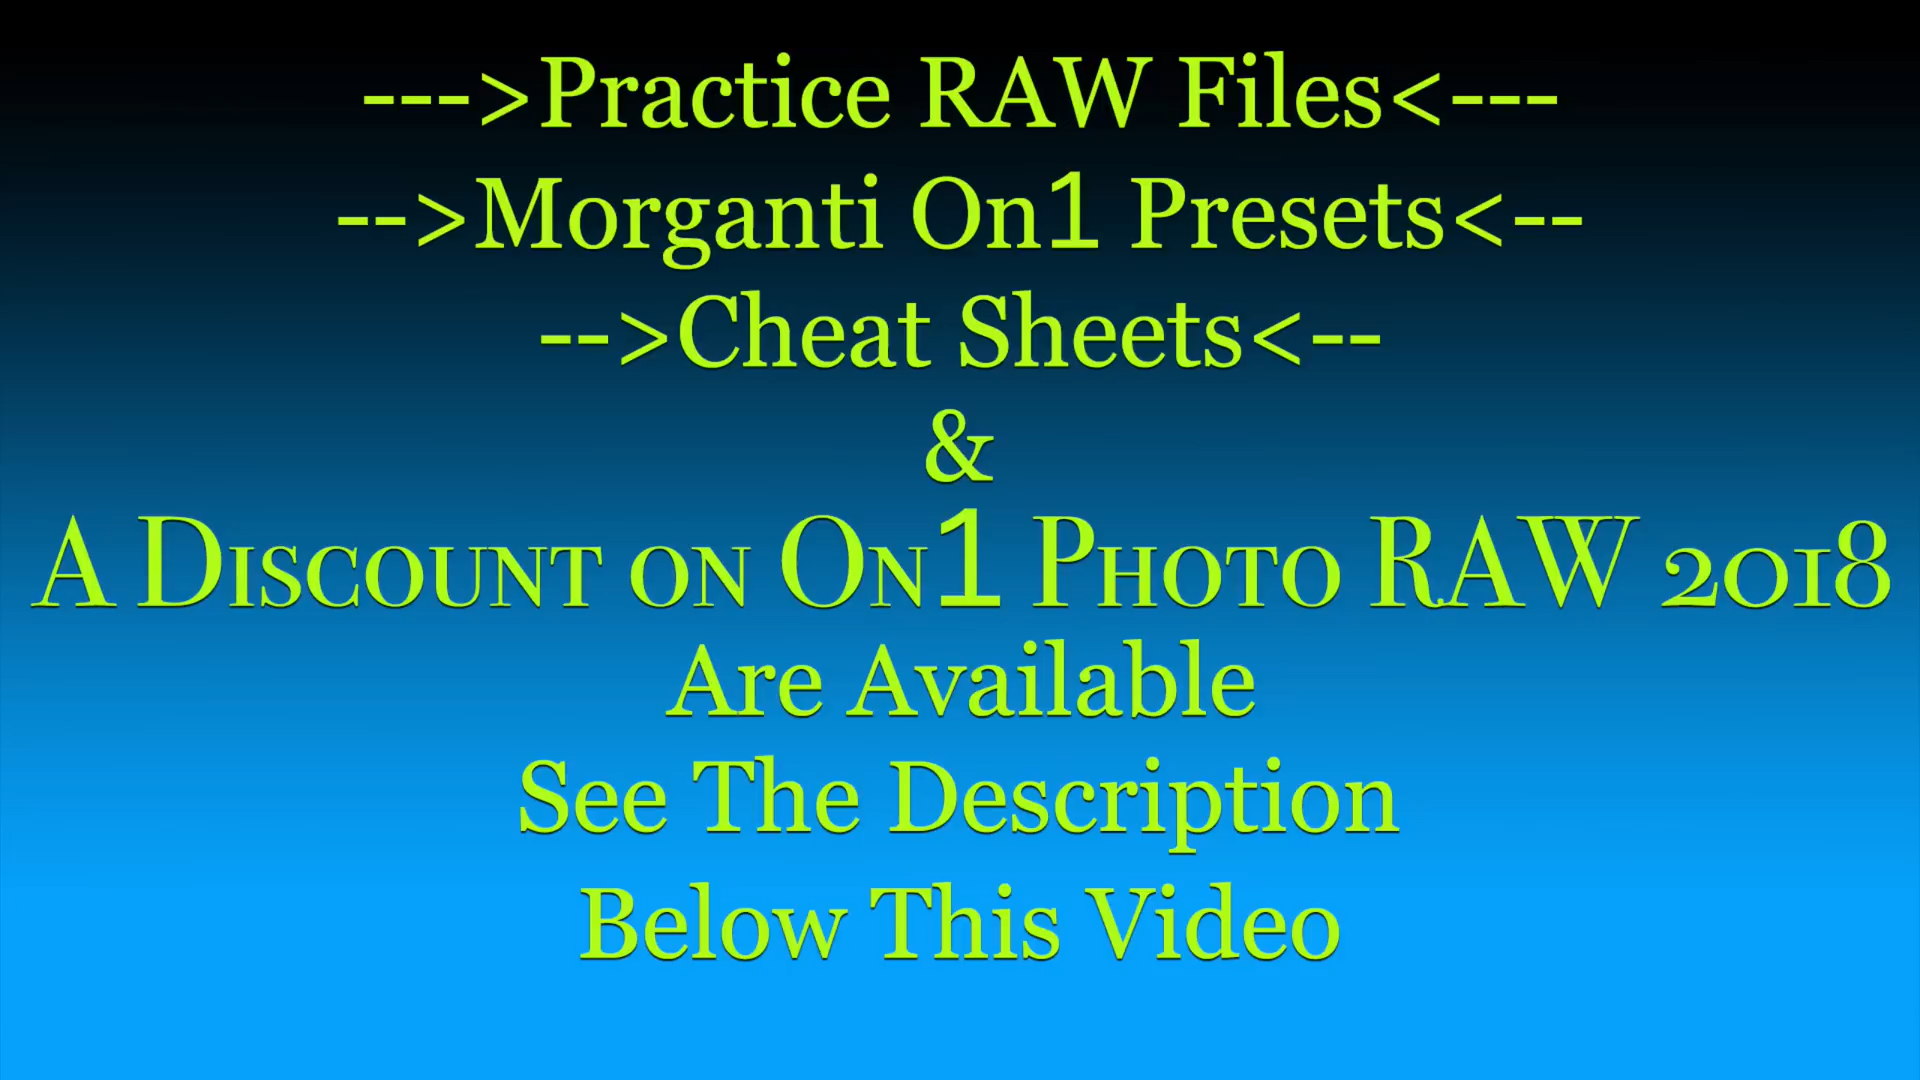 --->Practice RAW Files<---
-->Morganti On1 Presets<--
-->Cheat Sheets<--
&
A Discount on On1 Photo RAW 2018
Are Available
See The Description
Below This Video